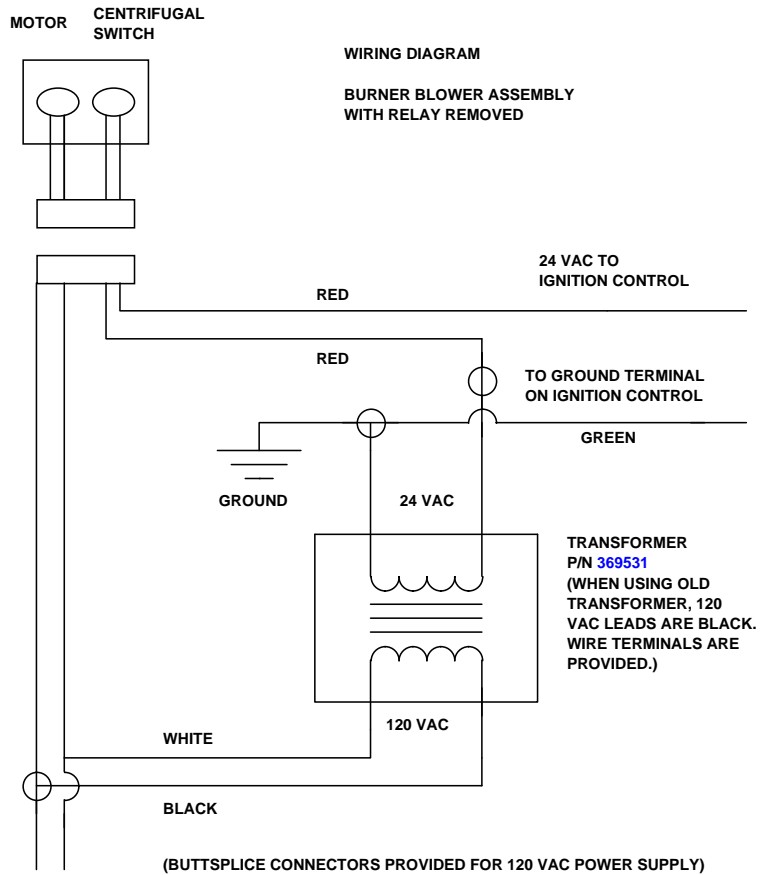 MOTOR
CENTRIFUGAL
SWITCH
WIRING DIAGRAM
BURNER BLOWER ASSEMBLY
WITH RELAY REMOVED
24 VAC TO
IGNITION CONTROL
RED
RED
TO GROUND TERMINAL
ON IGNITION CONTROL
GREEN
GROUND
24 VAC
TRANSFORMER
P/N 369531
(WHEN USING OLD
TRANSFORMER, 120
VAC LEADS ARE BLACK.
WIRE TERMINALS ARE
PROVIDED.)
120 VAC
WHITE
BLACK
(BUTTSPLICE CONNECTORS PROVIDED FOR 120 VAC POWER SUPPLY)